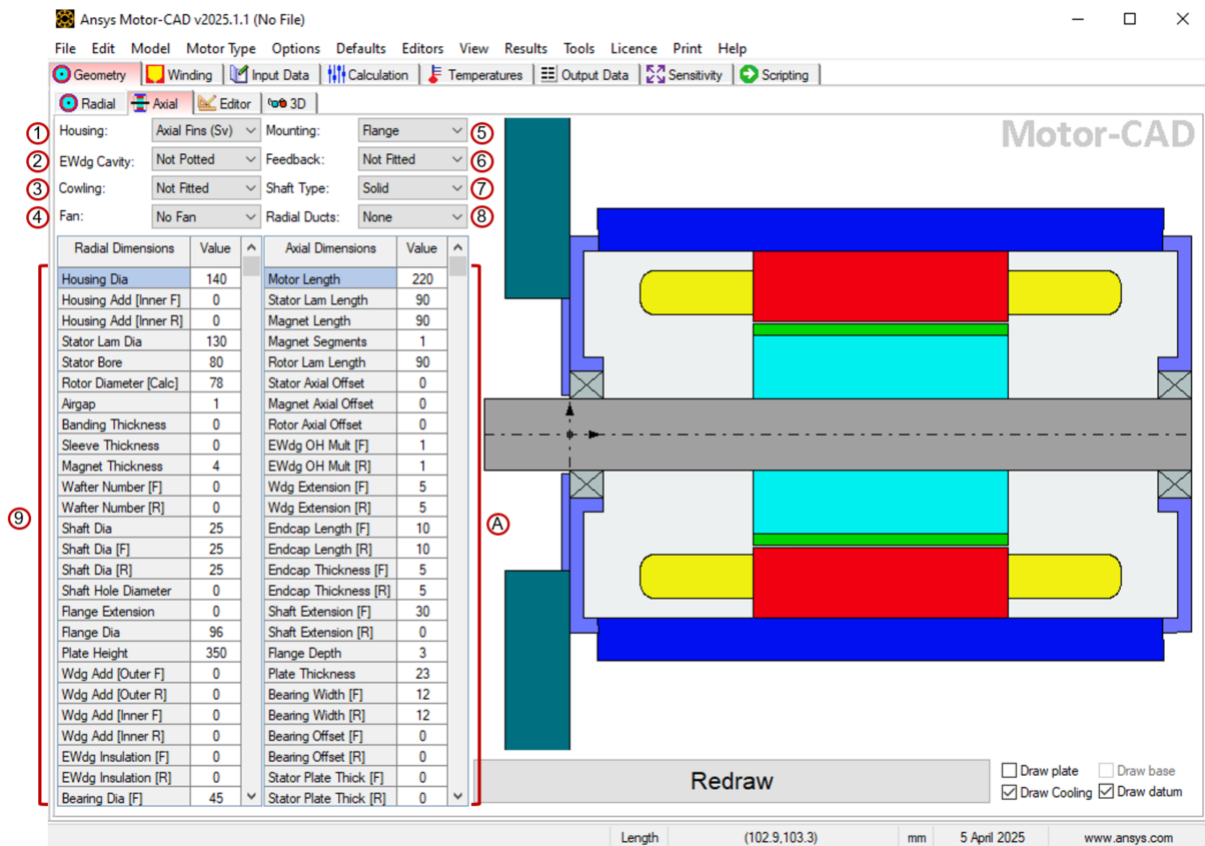 Ansys Motor-CAD v2025.1.1 (No File)
File Edit Model Motor Type Options Defaults Editors View Results Tools Licence Print Help
Geometry Winding Input Data Calculation Temperatures Output Data Sensitivity Scripting
Radial Axial Editor 3D
1 Housing: Axial Fins (Sv) Mounting: Flange 5
2 EWdg Cavity: Not Potted Feedback: Not Fitted 6
3 Cowling: Not Fitted Shaft Type: Solid 7
4 Fan: No Fan Radial Ducts: None 8
Motor-CAD
Radial Dimensions Value Axial Dimensions Value
Housing Dia 140 Motor Length 220
Housing Add [Inner F] 0 Stator Lam Length 90
Housing Add [Inner R] 0 Magnet Length 90
Stator Lam Dia 130 Magnet Segments 1
Stator Bore 80 Rotor Lam Length 90
Rotor Diameter [Calc] 78 Stator Axial Offset 0
Airgap 1 Magnet Axial Offset 0
Banding Thickness 0 Rotor Axial Offset 0
Sleeve Thickness 0 EWdg OH Mult [F] 1
Magnet Thickness 4 EWdg OH Mult [R] 1
Wafter Number [F] 0 Wdg Extension [F] 5
Wafter Number [R] 0 Wdg Extension [R] 5
Shaft Dia 25 Endcap Length [F] 10
Shaft Dia [F] 25 Endcap Length [R] 10
Shaft Dia [R] 25 Endcap Thickness [F] 5
Shaft Hole Diameter 0 Endcap Thickness [R] 5
Flange Extension 0 Shaft Extension [F] 30
Flange Dia 96 Shaft Extension [R] 0
Plate Height 350 Flange Depth 3
Wdg Add [Outer F] 0 Plate Thickness 23
Wdg Add [Outer R] 0 Bearing Width [F] 12
Wdg Add [Inner F] 0 Bearing Width [R] 12
Wdg Add [Inner R] 0 Bearing Offset [F] 0
EWdg Insulation [F] 0 Bearing Offset [R] 0
EWdg Insulation [R] 0 Stator Plate Thick [F] 0
Bearing Dia [F] 45 Stator Plate Thick [R] 0
9
A
Redraw
Draw plate Draw base
Draw Cooling Draw datum
Length (102.9,103.3) mm 5 April 2025 www.ansys.com